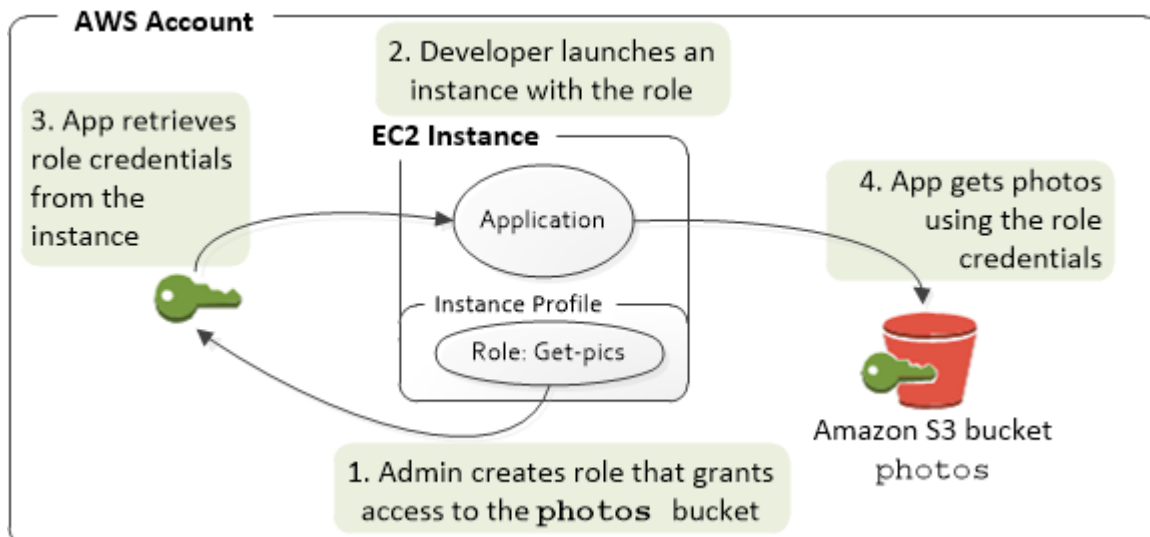 AWS Account
2. Developer launches an
instance with the role
3. App retrieves
role credentials
from the
instance
EC2 Instance
Application
4. App gets photos
using the role
credentials
Instance Profile
Role: Get-pics
Amazon S3 bucket
photos
1. Admin creates role that grants
access to the photos bucket